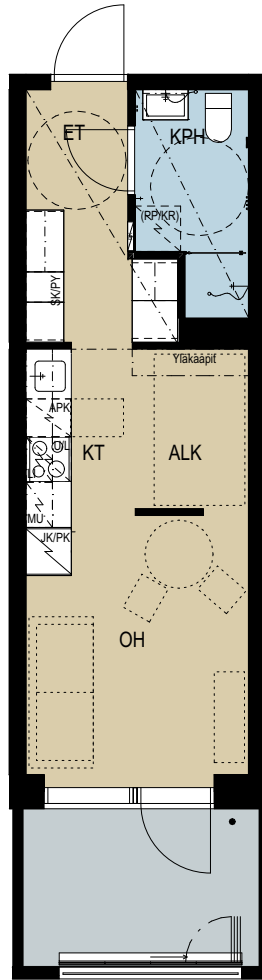 ET
KPH
(RP/KR)
SK/PY
Yläkaapit
APK
KT
ALK
U/L
MU
JK/PK
OH